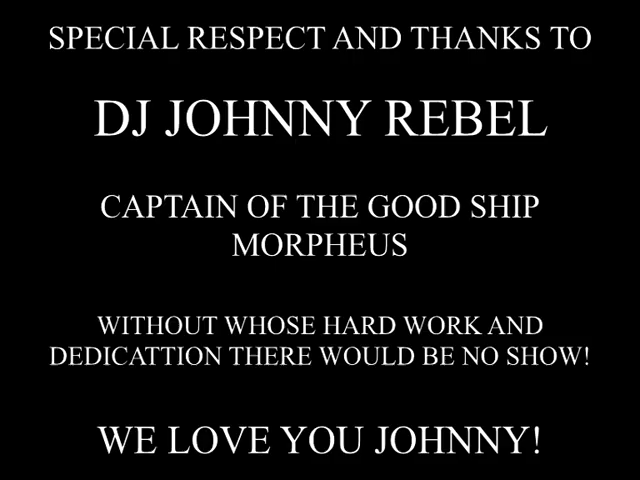 SPECIAL RESPECT AND THANKS TO
DJ JOHNNY REBEL
CAPTAIN OF THE GOOD SHIP
MORPHEUS
WITHOUT WHOSE HARD WORK AND
DEDICATTION THERE WOULD BE NO SHOW!
WE LOVE YOU JOHNNY!